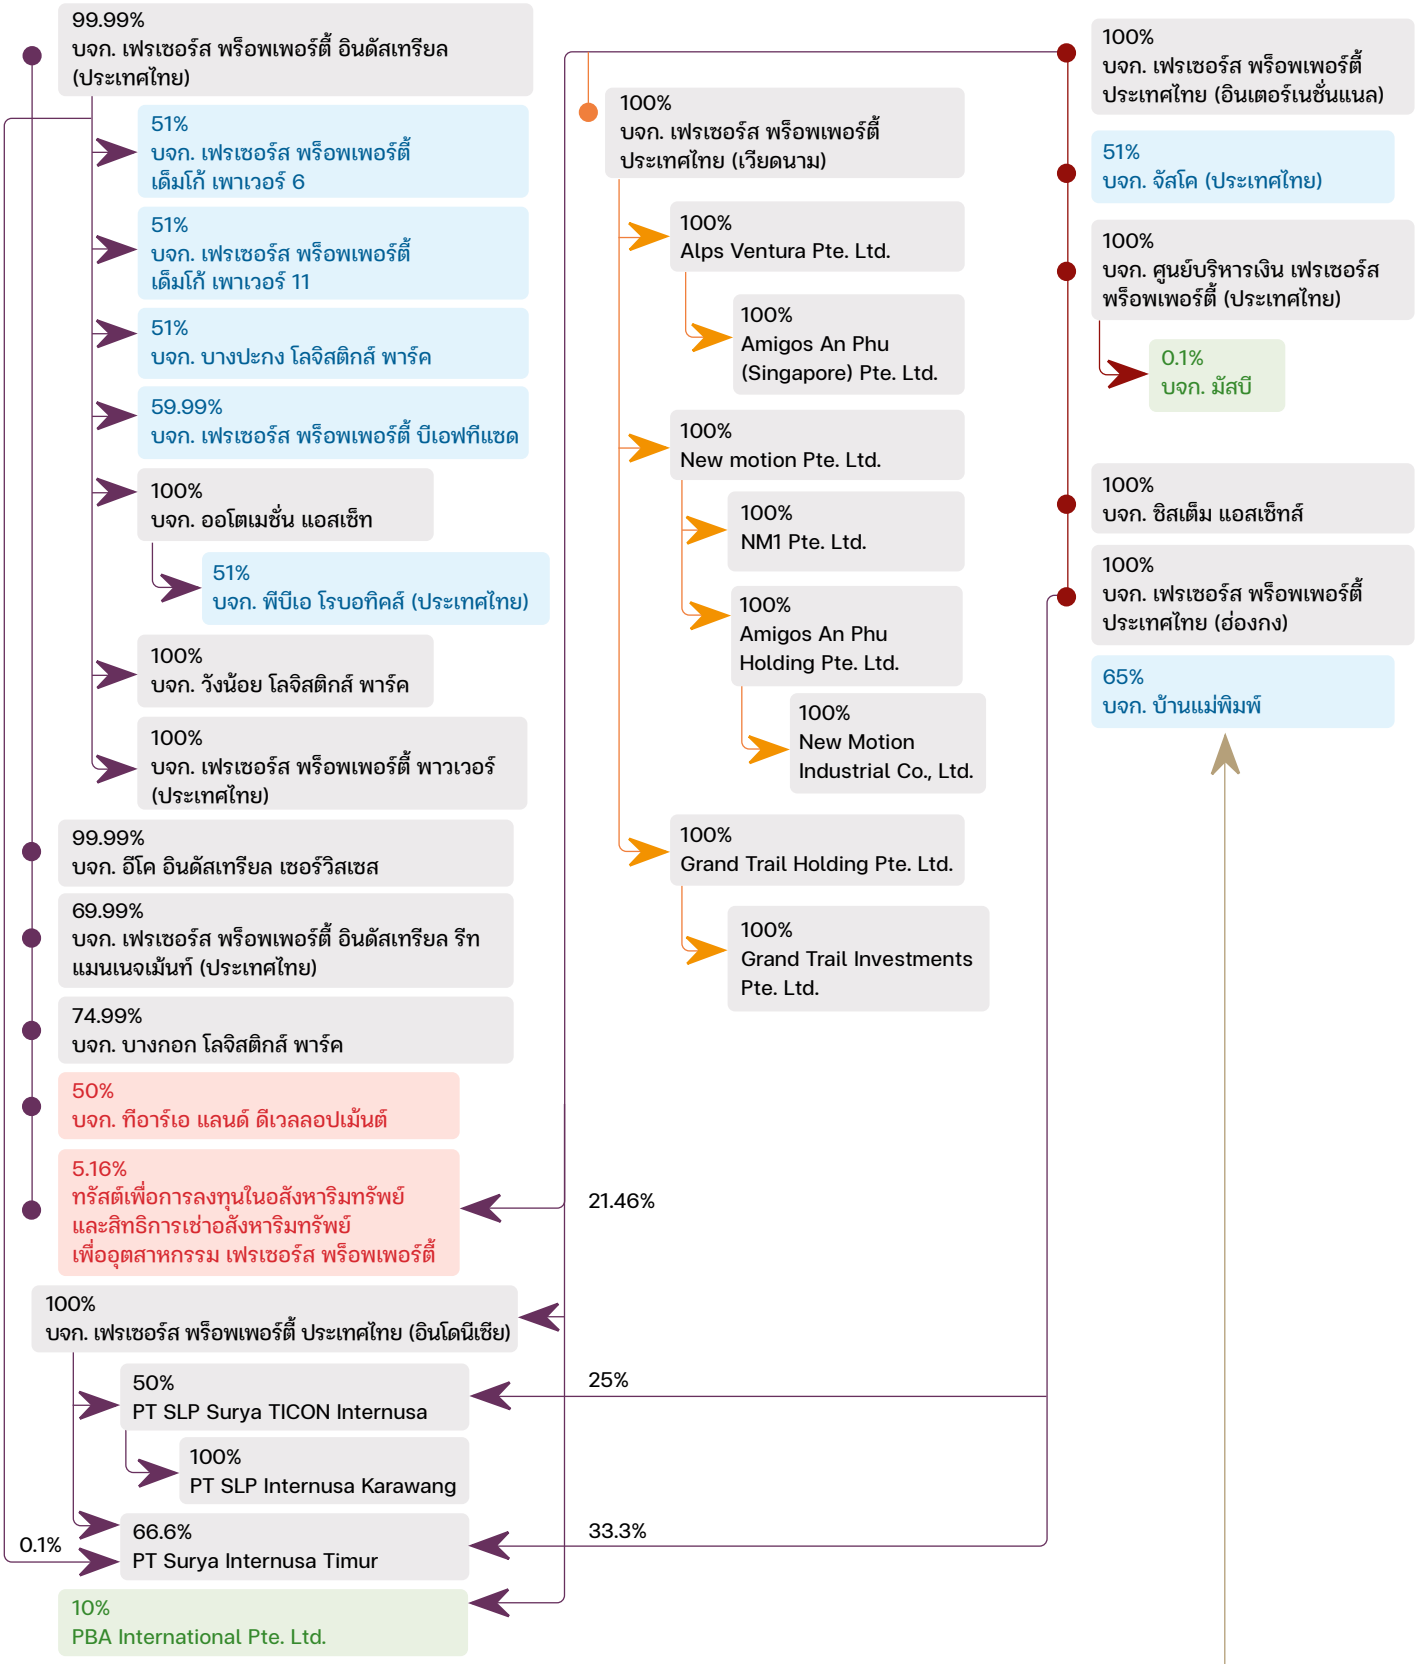 99.99%
บจก. เฟรเซอร์ส พร็อพเพอร์ตี้ อินดัสเทรียล
(ประเทศไทย)
51%
บจก. เฟรเซอร์ส พร็อพเพอร์ตี้
เด็มโก้ เพาเวอร์ 6
51%
บจก. เฟรเซอร์ส พร็อพเพอร์ตี้
เด็มโก้ เพาเวอร์ 11
51%
บจก. บางปะกง โลจิสติกส์ พาร์ค
59.99%
บจก. เฟรเซอร์ส พร็อพเพอร์ตี้ บีเอฟทีแซด
100%
บจก. ออโตเมชั่น แอสเซ็ท
51%
บจก. พีบีเอ โรบอทิคส์ (ประเทศไทย)
100%
บจก. วังน้อย โลจิสติกส์ พาร์ค
100%
บจก. เฟรเซอร์ส พร็อพเพอร์ตี้ พาวเวอร์
(ประเทศไทย)
99.99%
บจก. อีโค อินดัสเทรียล เซอร์วิสเซส
69.99%
บจก. เฟรเซอร์ส พร็อพเพอร์ตี้ อินดัสเทรียล รีท
แมนเนจเม้นท์ (ประเทศไทย)
74.99%
บจก. บางกอก โลจิสติกส์ พาร์ค
50%
บจก. ทีอาร์เอ แลนด์ ดีเวลลอปเม้นต์
5.16%
ทรัสต์เพื่อการลงทุนในอสังหาริมทรัพย์
และสิทธิการเช่าอสังหาริมทรัพย์
เพื่ออุตสาหกรรม เฟรเซอร์ส พร็อพเพอร์ตี้
21.46%
100%
บจก. เฟรเซอร์ส พร็อพเพอร์ตี้ ประเทศไทย (อินโดนีเซีย)
50%
PT SLP Surya TICON Internusa
25%
100%
PT SLP Internusa Karawang
66.6%
PT Surya Internusa Timur
0.1%
33.3%
10%
PBA International Pte. Ltd.
100%
บจก. เฟรเซอร์ส พร็อพเพอร์ตี้
ประเทศไทย (เวียดนาม)
100%
Alps Ventura Pte. Ltd.
100%
Amigos An Phu
(Singapore) Pte. Ltd.
100%
New motion Pte. Ltd.
100%
NM1 Pte. Ltd.
100%
Amigos An Phu
Holding Pte. Ltd.
100%
New Motion
Industrial Co., Ltd.
100%
Grand Trail Holding Pte. Ltd.
100%
Grand Trail Investments
Pte. Ltd.
100%
บจก. เฟรเซอร์ส พร็อพเพอร์ตี้
ประเทศไทย (อินเตอร์เนชั่นแนล)
51%
บจก. จัสโค (ประเทศไทย)
100%
บจก. ศูนย์บริหารเงิน เฟรเซอร์ส
พร็อพเพอร์ตี้ (ประเทศไทย)
0.1%
บจก. มัสบี
100%
บจก. ซิสเต็ม แอสเซ็ทส์
100%
บจก. เฟรเซอร์ส พร็อพเพอร์ตี้
ประเทศไทย (ฮ่องกง)
65%
บจก. บ้านแม่พิมพ์